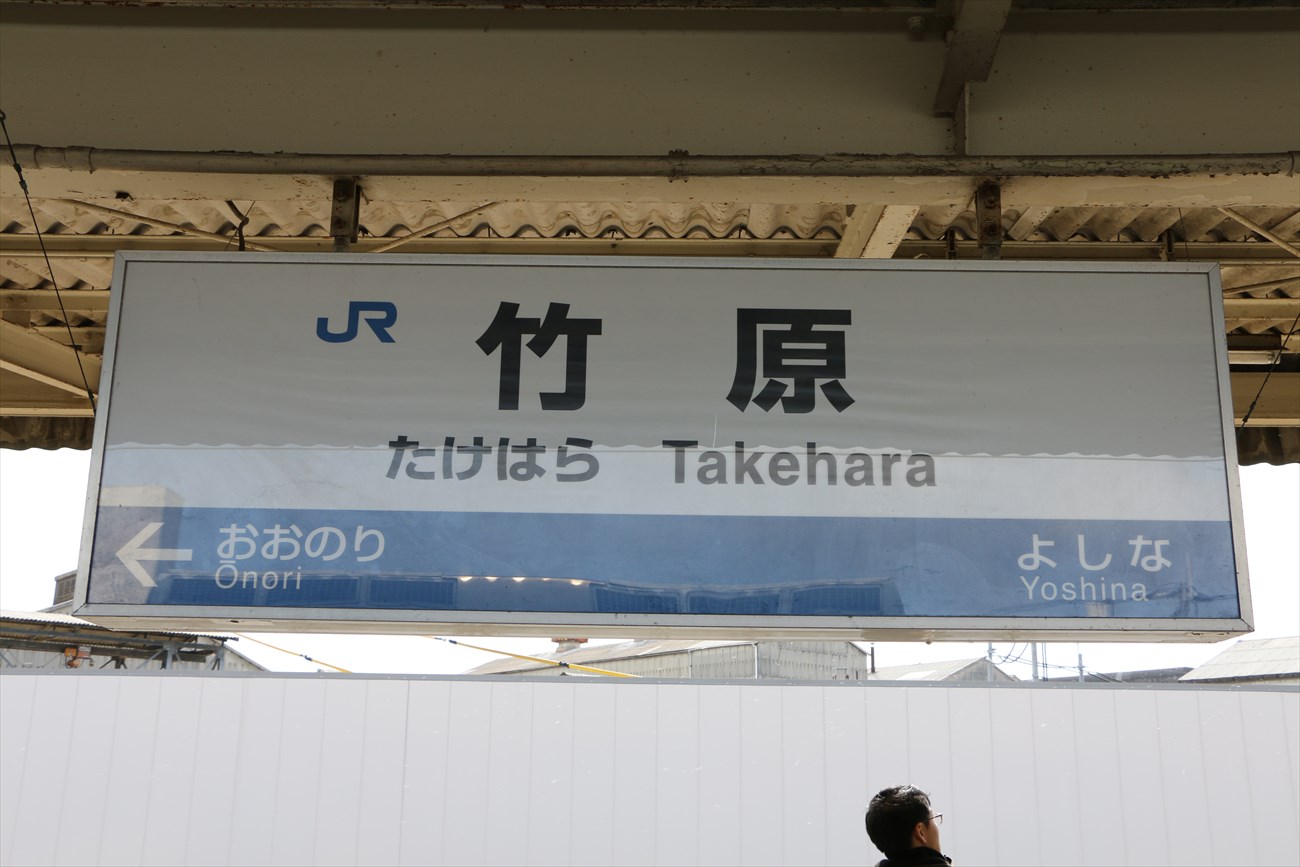 JR 竹原
たけはら Takehara
← おおのり よしな
Ōnori Yoshina